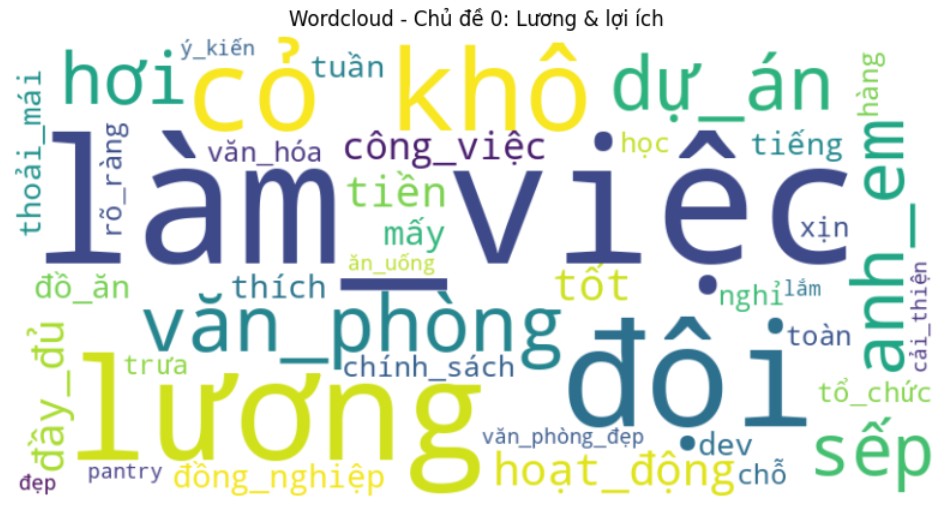 Wordcloud - Chủ đề 0: Lương & lợi ích
ý_kiến
hơi
cỏ
khô
tuần
dự_án
hàng
thoải_mái
rõ_ràng
văn_hóa
công_việc
học
tiếng
làm_việc
tiền
anh_em
mấy
xịn
ăn_uống
đồ_ăn
thích
tốt
nghỉ
lắm
cải_thiện
văn_phòng
đội
toàn
đầy_đủ
trưa
chính_sách
tổ_chức
lương
văn_phòng_đẹp
dev
sếp
đẹp
pantry
đồng_nghiệp
hoạt_động
chỗ